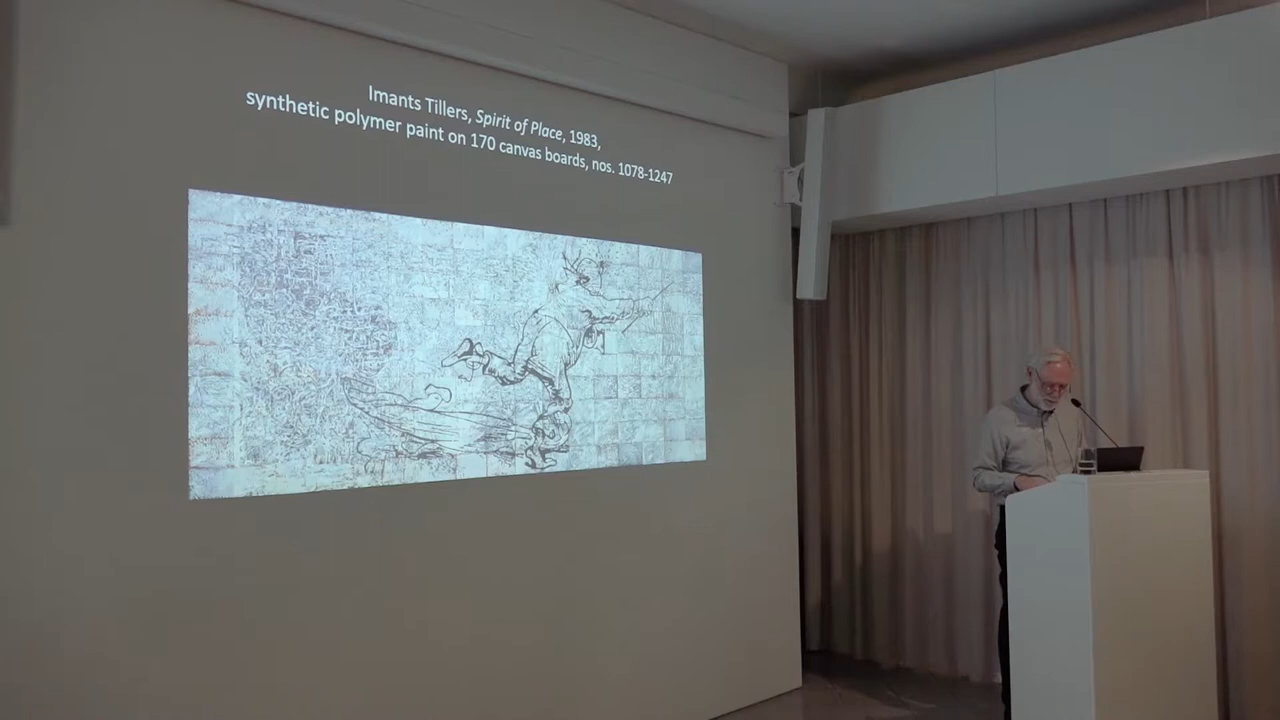 Imants Tillers, Spirit of Place, 1983,
synthetic polymer paint on 170 canvas boards, nos. 1078-1247